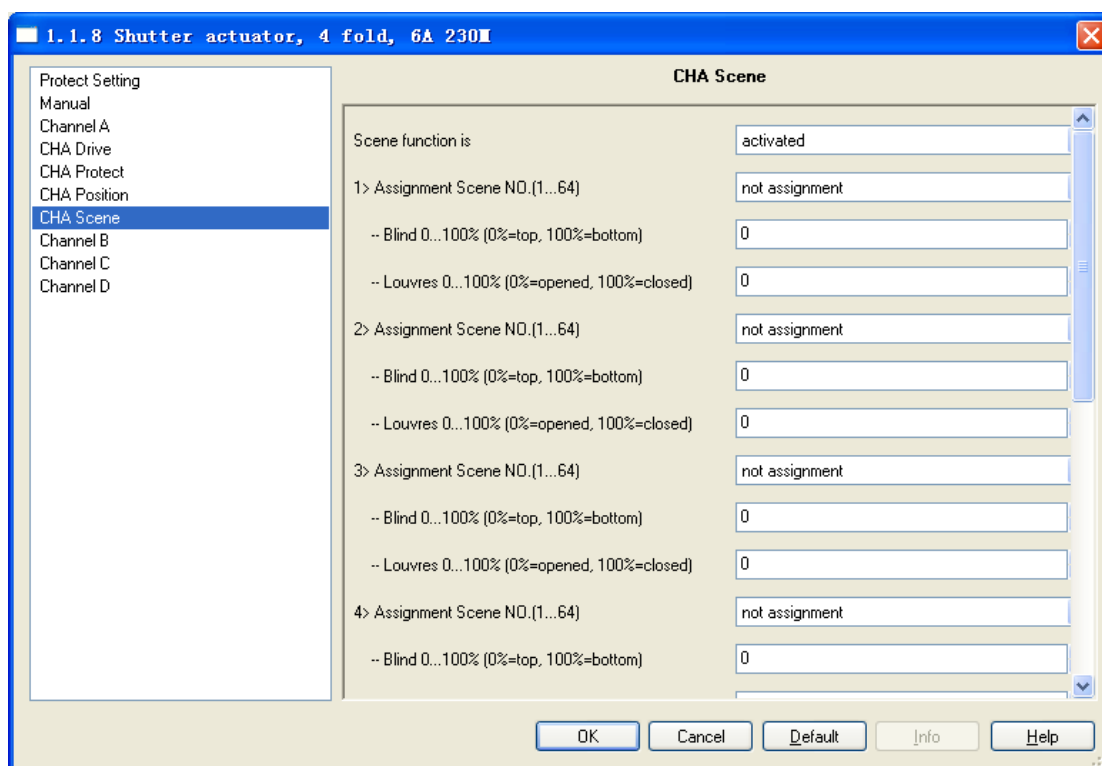 1.1.8 Shutter actuator, 4 fold, 6A 230M
Protect Setting
Manual
Channel A
CHA Drive
CHA Protect
CHA Position
CHA Scene
Channel B
Channel C
Channel D
CHA Scene
Scene function is activated
1> Assignment Scene NO.(1...64) not assignment
-- Blind 0...100% (0%=top, 100%=bottom) 0
-- Louvres 0...100% (0%=opened, 100%=closed) 0
2> Assignment Scene NO.(1...64) not assignment
-- Blind 0...100% (0%=top, 100%=bottom) 0
-- Louvres 0...100% (0%=opened, 100%=closed) 0
3> Assignment Scene NO.(1...64) not assignment
-- Blind 0...100% (0%=top, 100%=bottom) 0
-- Louvres 0...100% (0%=opened, 100%=closed) 0
4> Assignment Scene NO.(1...64) not assignment
-- Blind 0...100% (0%=top, 100%=bottom) 0
OK Cancel Default Info Help